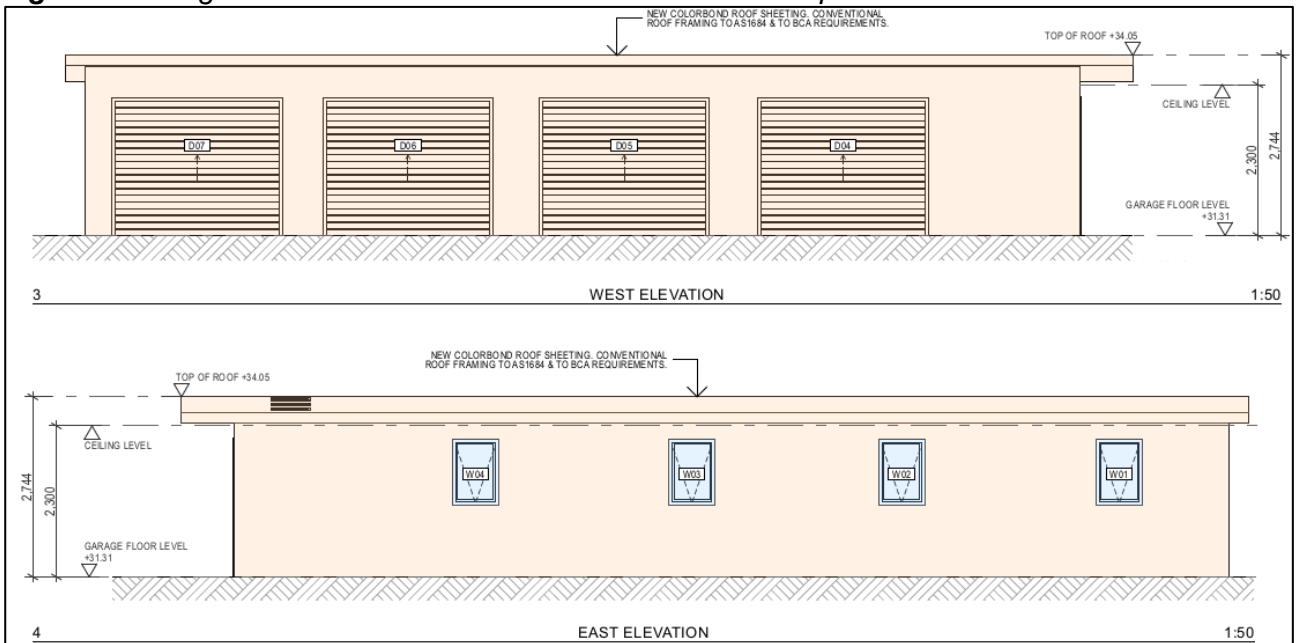 NEW COLORBOND ROOF SHEETING. CONVENTIONAL
ROOF FRAMING TO AS1684 & TO BCA REQUIREMENTS.
TOP OF ROOF +34.05
CEILING LEVEL
D07
D06
D05
D04
2,300
2,744
GARAGE FLOOR LEVEL
+31.31
3
WEST ELEVATION
1:50
NEW COLORBOND ROOF SHEETING. CONVENTIONAL
ROOF FRAMING TO AS1684 & TO BCA REQUIREMENTS.
TOP OF ROOF +34.05
CEILING LEVEL
W04
W03
W02
W01
2,744
2,300
GARAGE FLOOR LEVEL
+31.31
4
EAST ELEVATION
1:50